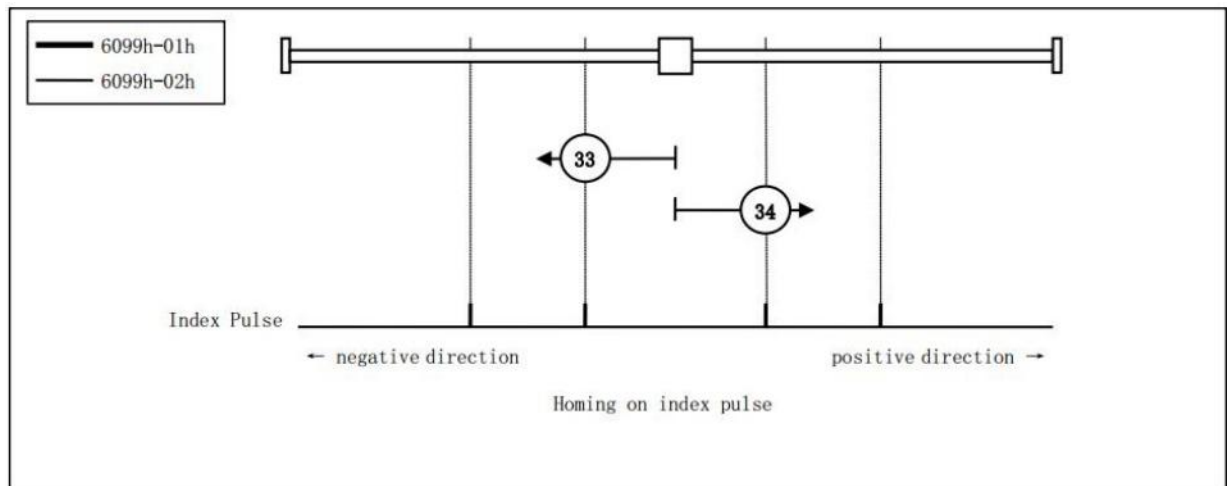 6099h-01h
6099h-02h
33
34
Index Pulse
← negative direction
positive direction →
Homing on index pulse